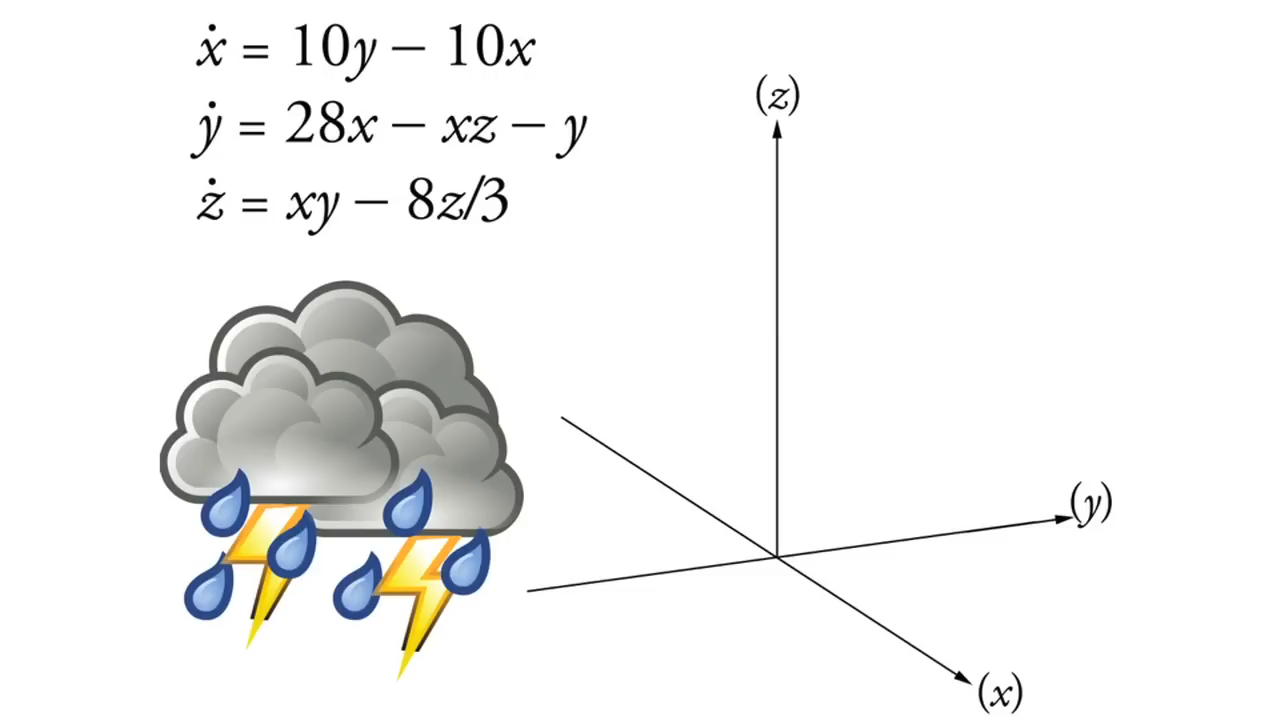 ẋ = 10y − 10x
ẏ = 28x − xz − y
ż = xy − 8z/3
(z)
(y)
(x)